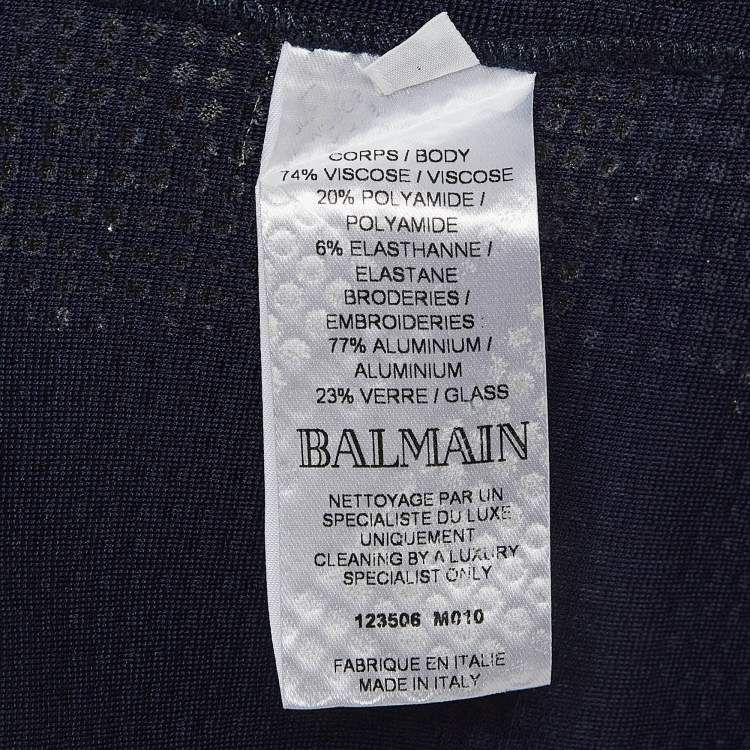 CORPS / BODY
74% VISCOSE / VISCOSE
20% POLYAMIDE /
POLYAMIDE
6% ELASTHANNE /
ELASTANE
BRODERIES /
EMBROIDERIES :
77% ALUMINIUM /
ALUMINIUM
23% VERRE / GLASS
BALMAIN
NETTOYAGE PAR UN
SPECIALISTE DU LUXE
UNIQUEMENT
CLEANING BY A LUXURY
SPECIALIST ONLY
123506 M010
FABRIQUE EN ITALIE
MADE IN ITALY